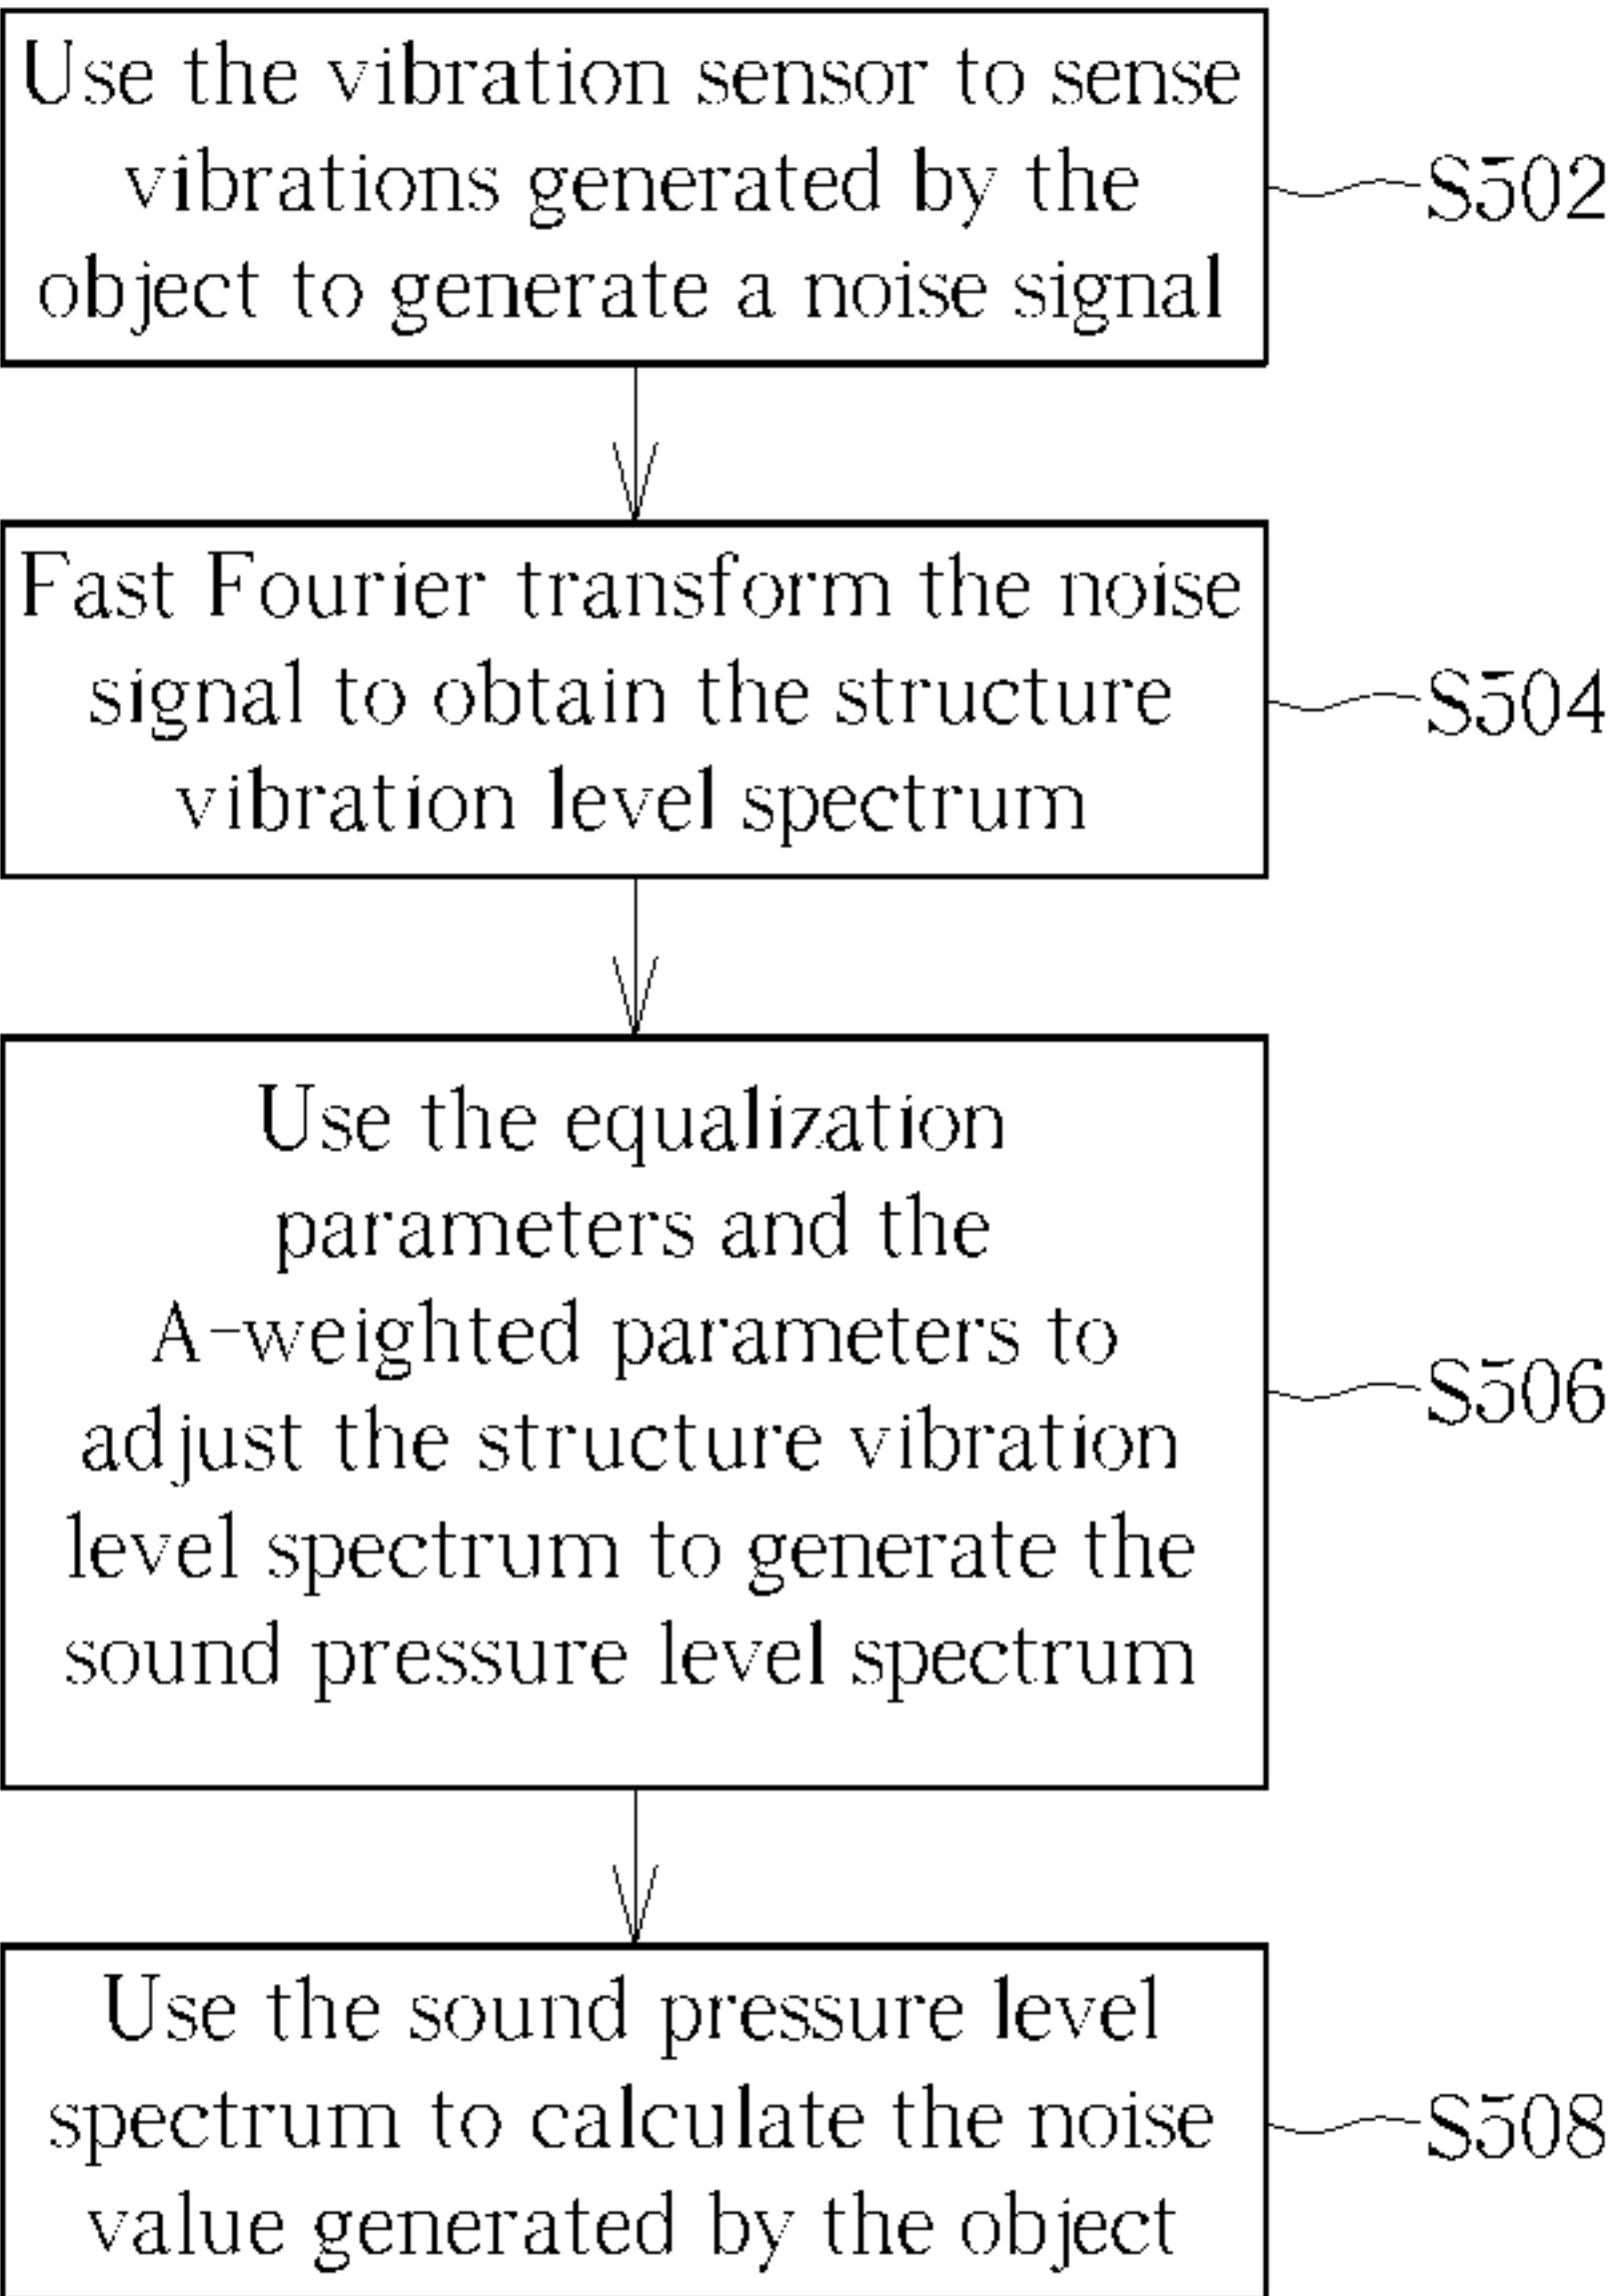 Use the vibration sensor to sense
vibrations generated by the
object to generate a noise signal
S502
Fast Fourier transform the noise
signal to obtain the structure
vibration level spectrum
S504
Use the equalization
parameters and the
A-weighted parameters to
adjust the structure vibration
level spectrum to generate the
sound pressure level spectrum
S506
Use the sound pressure level
spectrum to calculate the noise
value generated by the object
S508